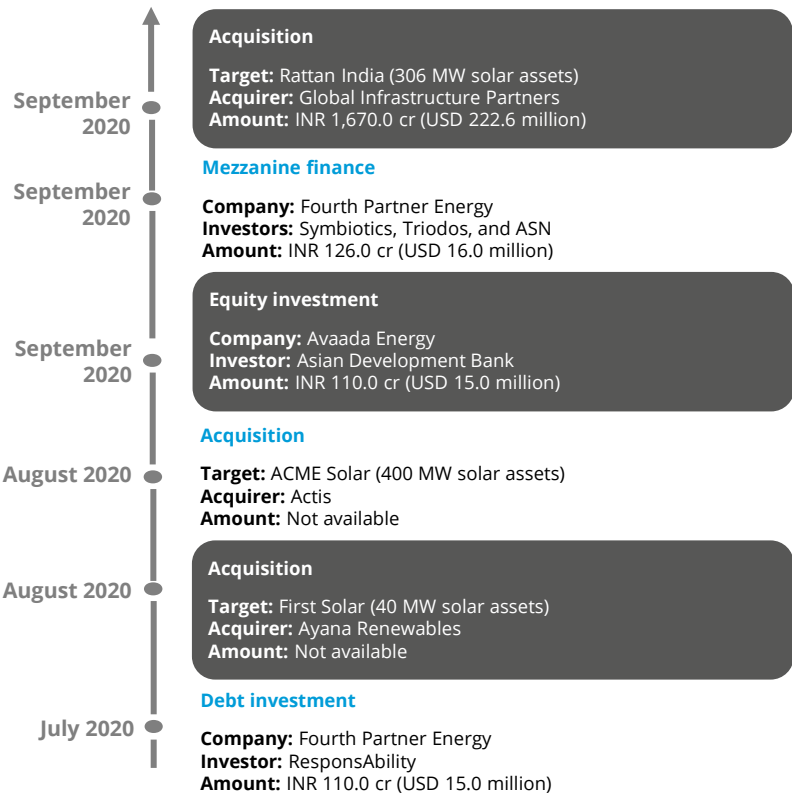 Acquisition
Target: Rattan India (306 MW solar assets)
Acquirer: Global Infrastructure Partners
Amount: INR 1,670.0 cr (USD 222.6 million)
September
2020
Mezzanine finance
Company: Fourth Partner Energy
Investors: Symbiotics, Triodos, and ASN
Amount: INR 126.0 cr (USD 16.0 million)
September
2020
Equity investment
Company: Avaada Energy
Investor: Asian Development Bank
Amount: INR 110.0 cr (USD 15.0 million)
September
2020
Acquisition
Target: ACME Solar (400 MW solar assets)
Acquirer: Actis
Amount: Not available
August 2020
Acquisition
Target: First Solar (40 MW solar assets)
Acquirer: Ayana Renewables
Amount: Not available
August 2020
Debt investment
Company: Fourth Partner Energy
Investor: ResponsAbility
Amount: INR 110.0 cr (USD 15.0 million)
July 2020